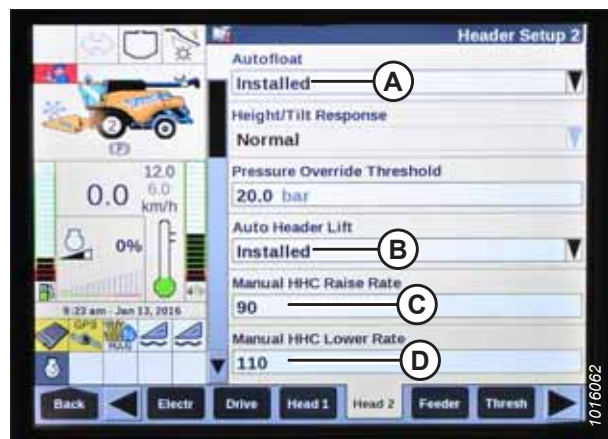 Header Setup 2
Autofloat
Installed
A
Height/Tilt Response
Normal
Pressure Override Threshold
20.0 bar
Auto Header Lift
Installed
B
Manual HHC Raise Rate
90
C
Manual HHC Lower Rate
110
D
2
(P)
12.0
0.0
6.0
km/h
0%
9:23 am - Jan 13, 2016
GPS
Back
Electr
Drive
Head 1
Head 2
Feeder
Thresh
1016062